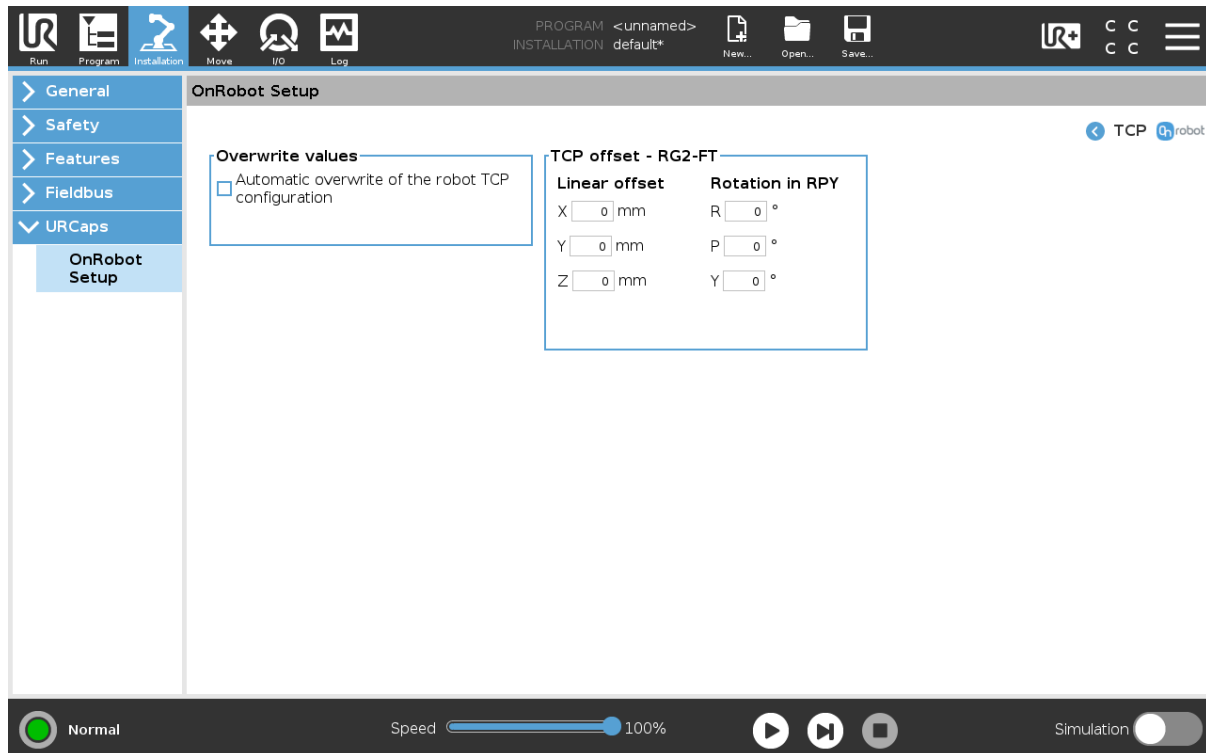 PROGRAM <unnamed>
INSTALLATION default*
UR+
C C
C C
Run Program Installation Move I/O Log New... Open... Save...
General
OnRobot Setup
Safety
TCP On robot
Features
Fieldbus
URCaps
OnRobot
Setup
Overwrite values
Automatic overwrite of the robot TCP
configuration
TCP offset - RG2-FT
Linear offset Rotation in RPY
X 0 mm R 0 °
Y 0 mm P 0 °
Z 0 mm Y 0 °
Normal Speed 100% Simulation